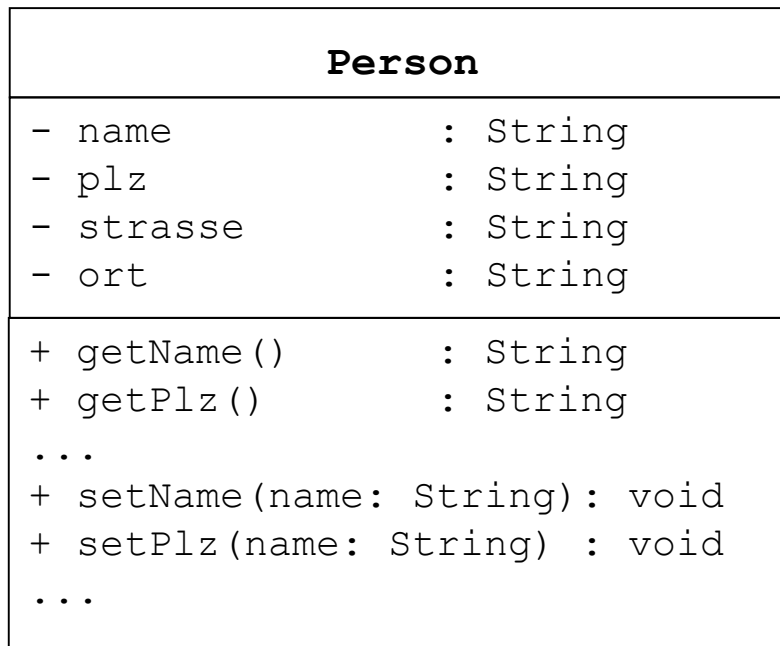 Person
- name : String
- plz : String
- strasse : String
- ort : String
+ getName() : String
+ getPlz() : String
...
+ setName(name: String): void
+ setPlz(name: String) : void
...